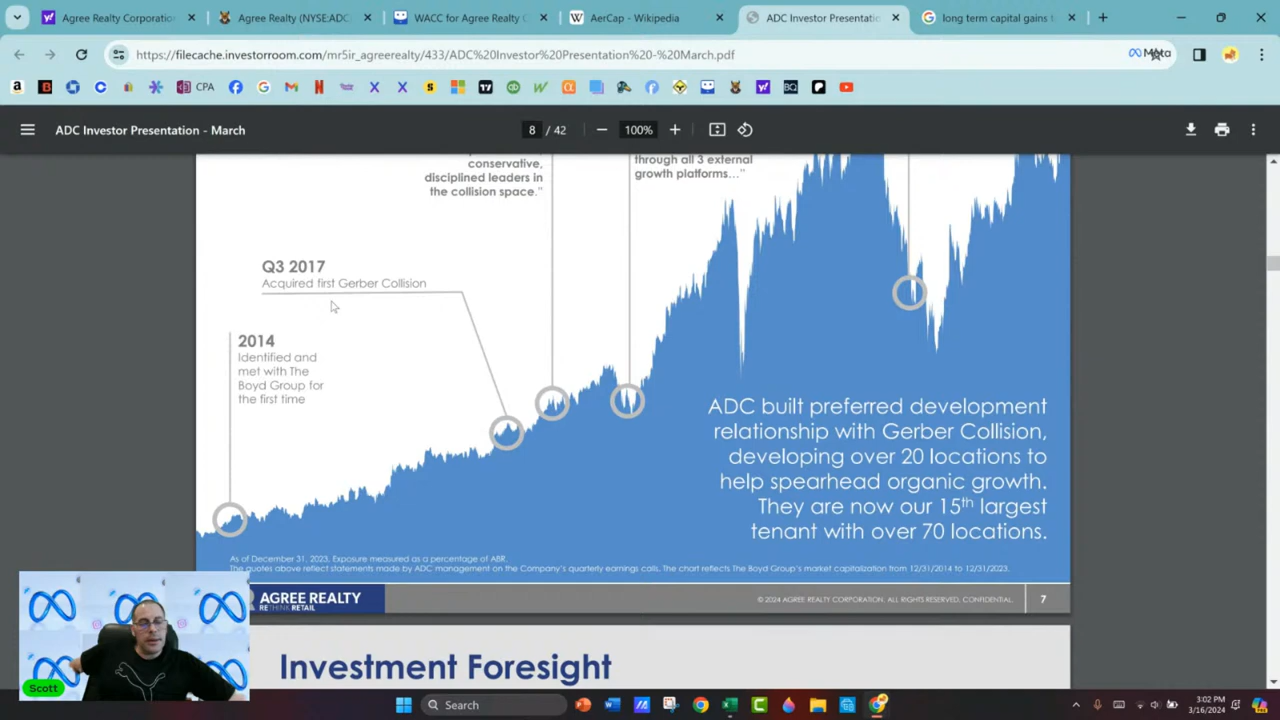 Agree Realty Corporation
Agree Realty (NYSE:ADC
WACC for Agree Realty
AerCap - Wikipedia
ADC Investor Presentation
long term capital gains
https://filecache.investorroom.com/mr5ir_agreerealty/433/ADC%20Investor%20Presentation%20-%20March.pdf
Meta
CPA
ADC Investor Presentation - March
8 / 42
100%
conservative,
disciplined leaders in
the collision space."
through all 3 external
growth platforms..."
Q3 2017
Acquired first Gerber Collision
2014
Identified and
met with The
Boyd Group for
the first time
ADC built preferred development
relationship with Gerber Collision,
developing over 20 locations to
help spearhead organic growth.
They are now our 15th largest
tenant with over 70 locations.
As of December 31, 2023. Exposure measured as a percentage of ABR.
The quotes above reflect statements made by ADC management on the Company's quarterly earnings calls. The chart reflects The Boyd Group's market capitalization from 12/31/2014 to 12/31/2023.
AGREE REALTY
RETHINK RETAIL
© 2024 AGREE REALTY CORPORATION. ALL RIGHTS RESERVED. CONFIDENTIAL.
7
Investment Foresight
Scott
Search
3:02 PM
3/16/2024